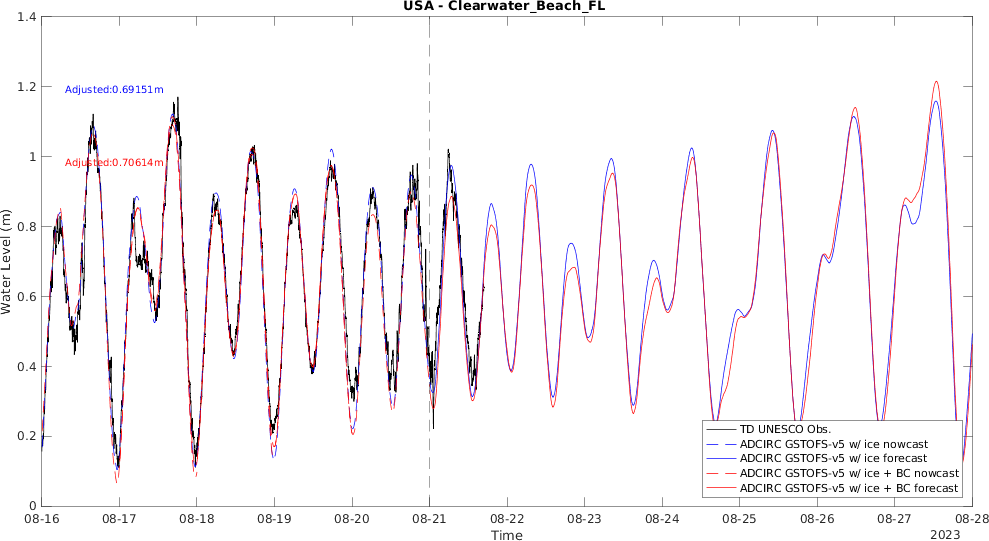 USA - Clearwater_Beach_FL
1.4
1.2
1
0.8
0.6
0.4
0.2
0
Water Level (m)
Adjusted:0.69151m
Adjusted:0.70614m
TD UNESCO Obs.
ADCIRC GSTOFS-v5 w/ ice nowcast
ADCIRC GSTOFS-v5 w/ ice forecast
ADCIRC GSTOFS-v5 w/ ice + BC nowcast
ADCIRC GSTOFS-v5 w/ ice + BC forecast
08-16 08-17 08-18 08-19 08-20 08-21 08-22 08-23 08-24 08-25 08-26 08-27 08-28
Time
2023